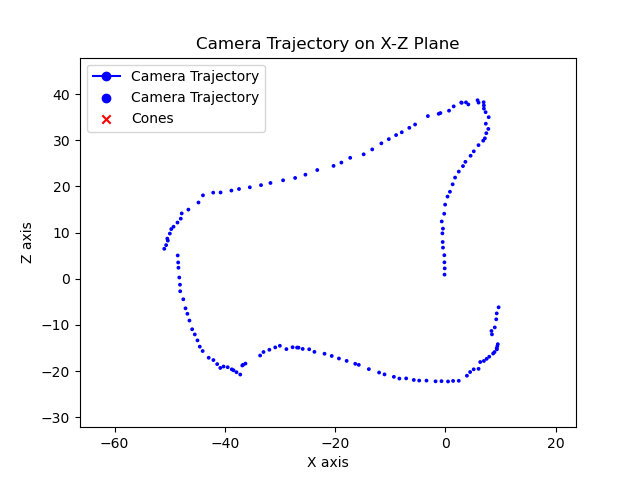 Camera Trajectory on X-Z Plane
Camera Trajectory
Camera Trajectory
Cones
Z axis
40
30
20
10
0
−10
−20
−30
−60
−40
−20
0
20
X axis